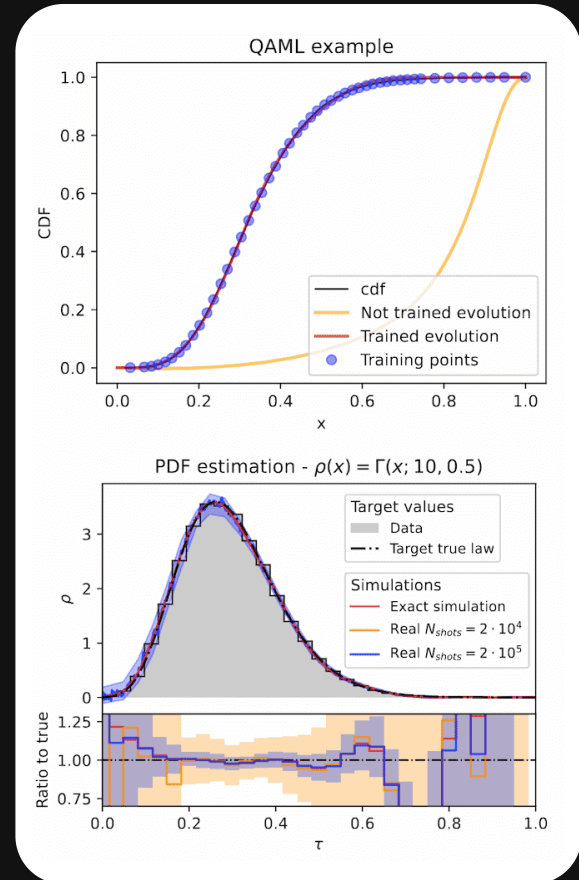 QAML example
1.0
0.8
0.6
0.4
0.2
0.0
CDF
cdf
Not trained evolution
Trained evolution
Training points
0.0 0.2 0.4 0.6 0.8 1.0
x
PDF estimation - ρ(x) = Γ(x; 10, 0.5)
3
2
1
0
ρ
Target values
Data
Target true law
Simulations
Exact simulation
Real N_shots = 2 · 10⁴
Real N_shots = 2 · 10⁵
1.25
1.00
0.75
Ratio to true
0.0 0.2 0.4 0.6 0.8 1.0
τ